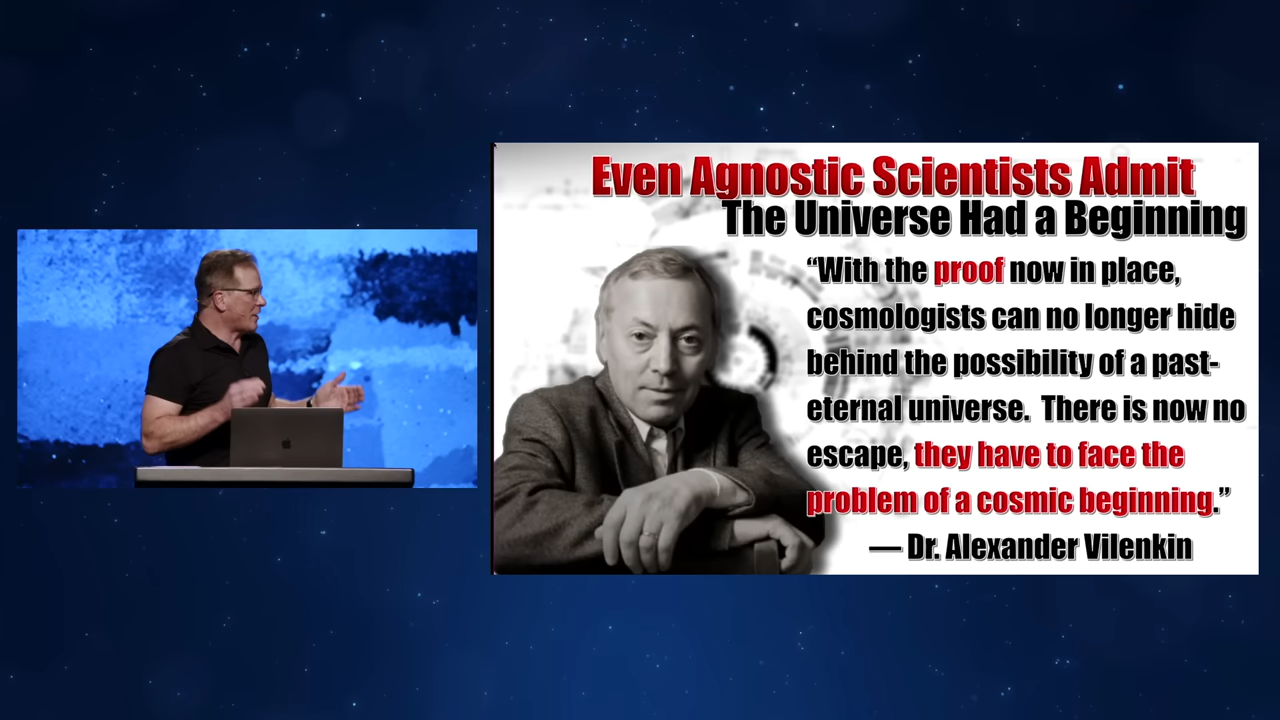 Even Agnostic Scientists Admit
The Universe Had a Beginning
“With the proof now in place,
cosmologists can no longer hide
behind the possibility of a past-
eternal universe. There is now no
escape, they have to face the
problem of a cosmic beginning.”
— Dr. Alexander Vilenkin